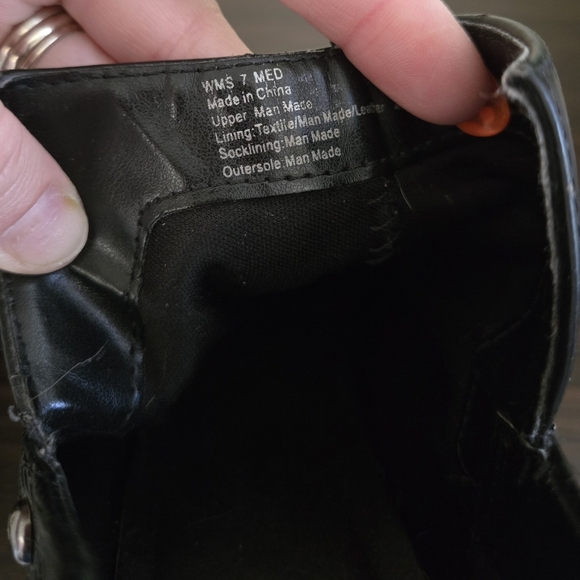 WMS 7 MED
Made in China
Upper Man Made
Lining:Textile/Man Made/Leather
Socklining:Man Made
Outersole:Man Made